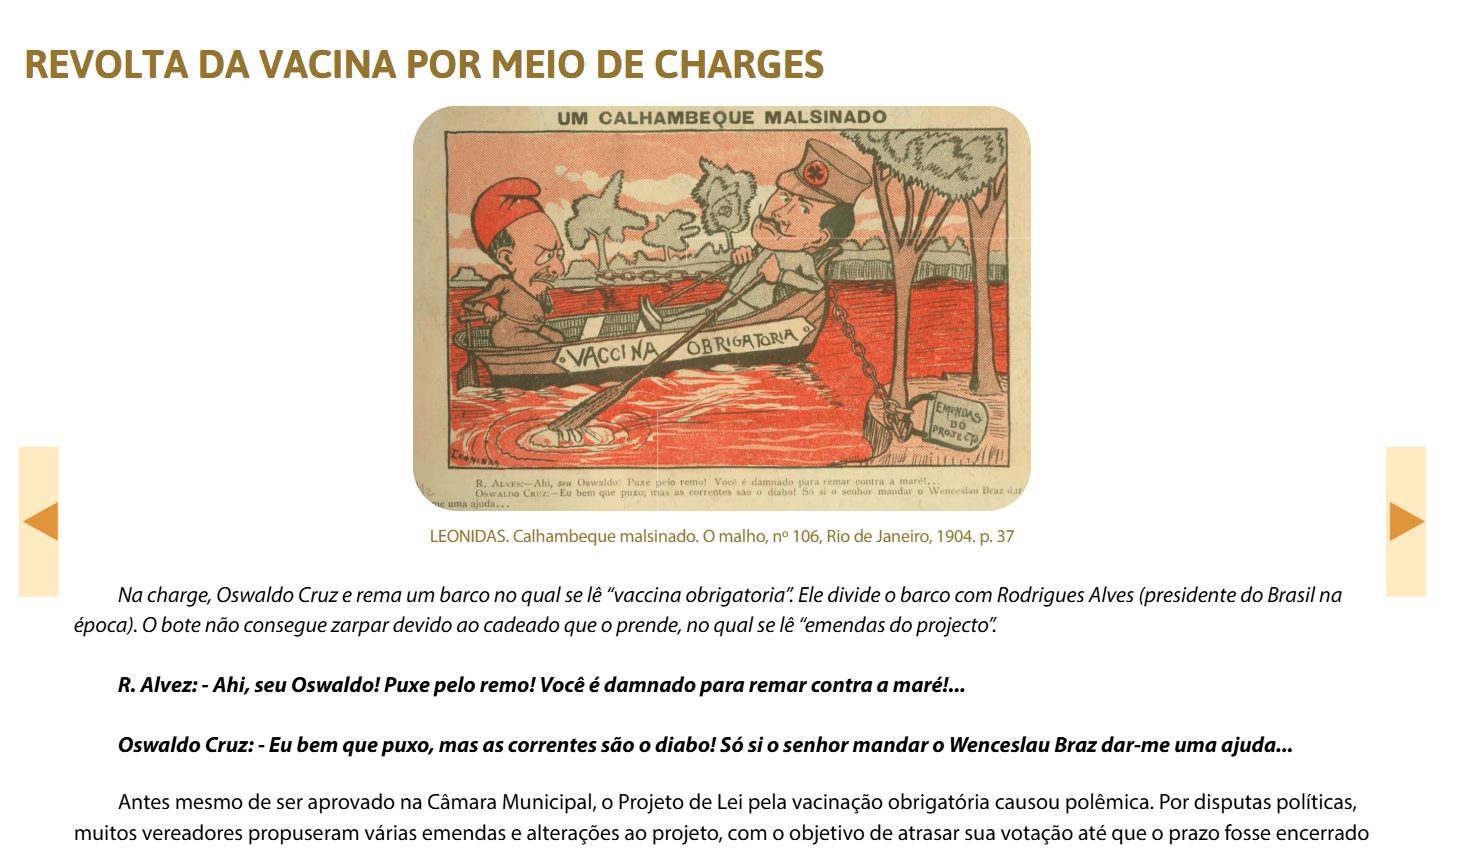 REVOLTA DA VACINA POR MEIO DE CHARGES
UM CALHAMBEQUE MALSINADO
VACCINA OBRIGATORIA
EMENDAS
DO
PROJECTO
LEONIDAS
R. ALVES:—Ahi, seu Oswaldo! Puxe pelo remo! Você é damnado para remar contra a maré!...
OSWALDO CRUZ:—Eu bem que puxo; mas as correntes são o diabo! Só si o senhor mandar o Wenceslau Braz dar
me uma ajuda...
LEONIDAS. Calhambeque malsinado. O malho, nº 106, Rio de Janeiro, 1904. p. 37
Na charge, Oswaldo Cruz e rema um barco no qual se lê “vaccina obrigatoria”. Ele divide o barco com Rodrigues Alves (presidente do Brasil na
época). O bote não consegue zarpar devido ao cadeado que o prende, no qual se lê “emendas do projecto”.
R. Alvez: - Ahi, seu Oswaldo! Puxe pelo remo! Você é damnado para remar contra a maré!...
Oswaldo Cruz: - Eu bem que puxo, mas as correntes são o diabo! Só si o senhor mandar o Wenceslau Braz dar-me uma ajuda...
Antes mesmo de ser aprovado na Câmara Municipal, o Projeto de Lei pela vacinação obrigatória causou polêmica. Por disputas políticas,
muitos vereadores propuseram várias emendas e alterações ao projeto, com o objetivo de atrasar sua votação até que o prazo fosse encerrado